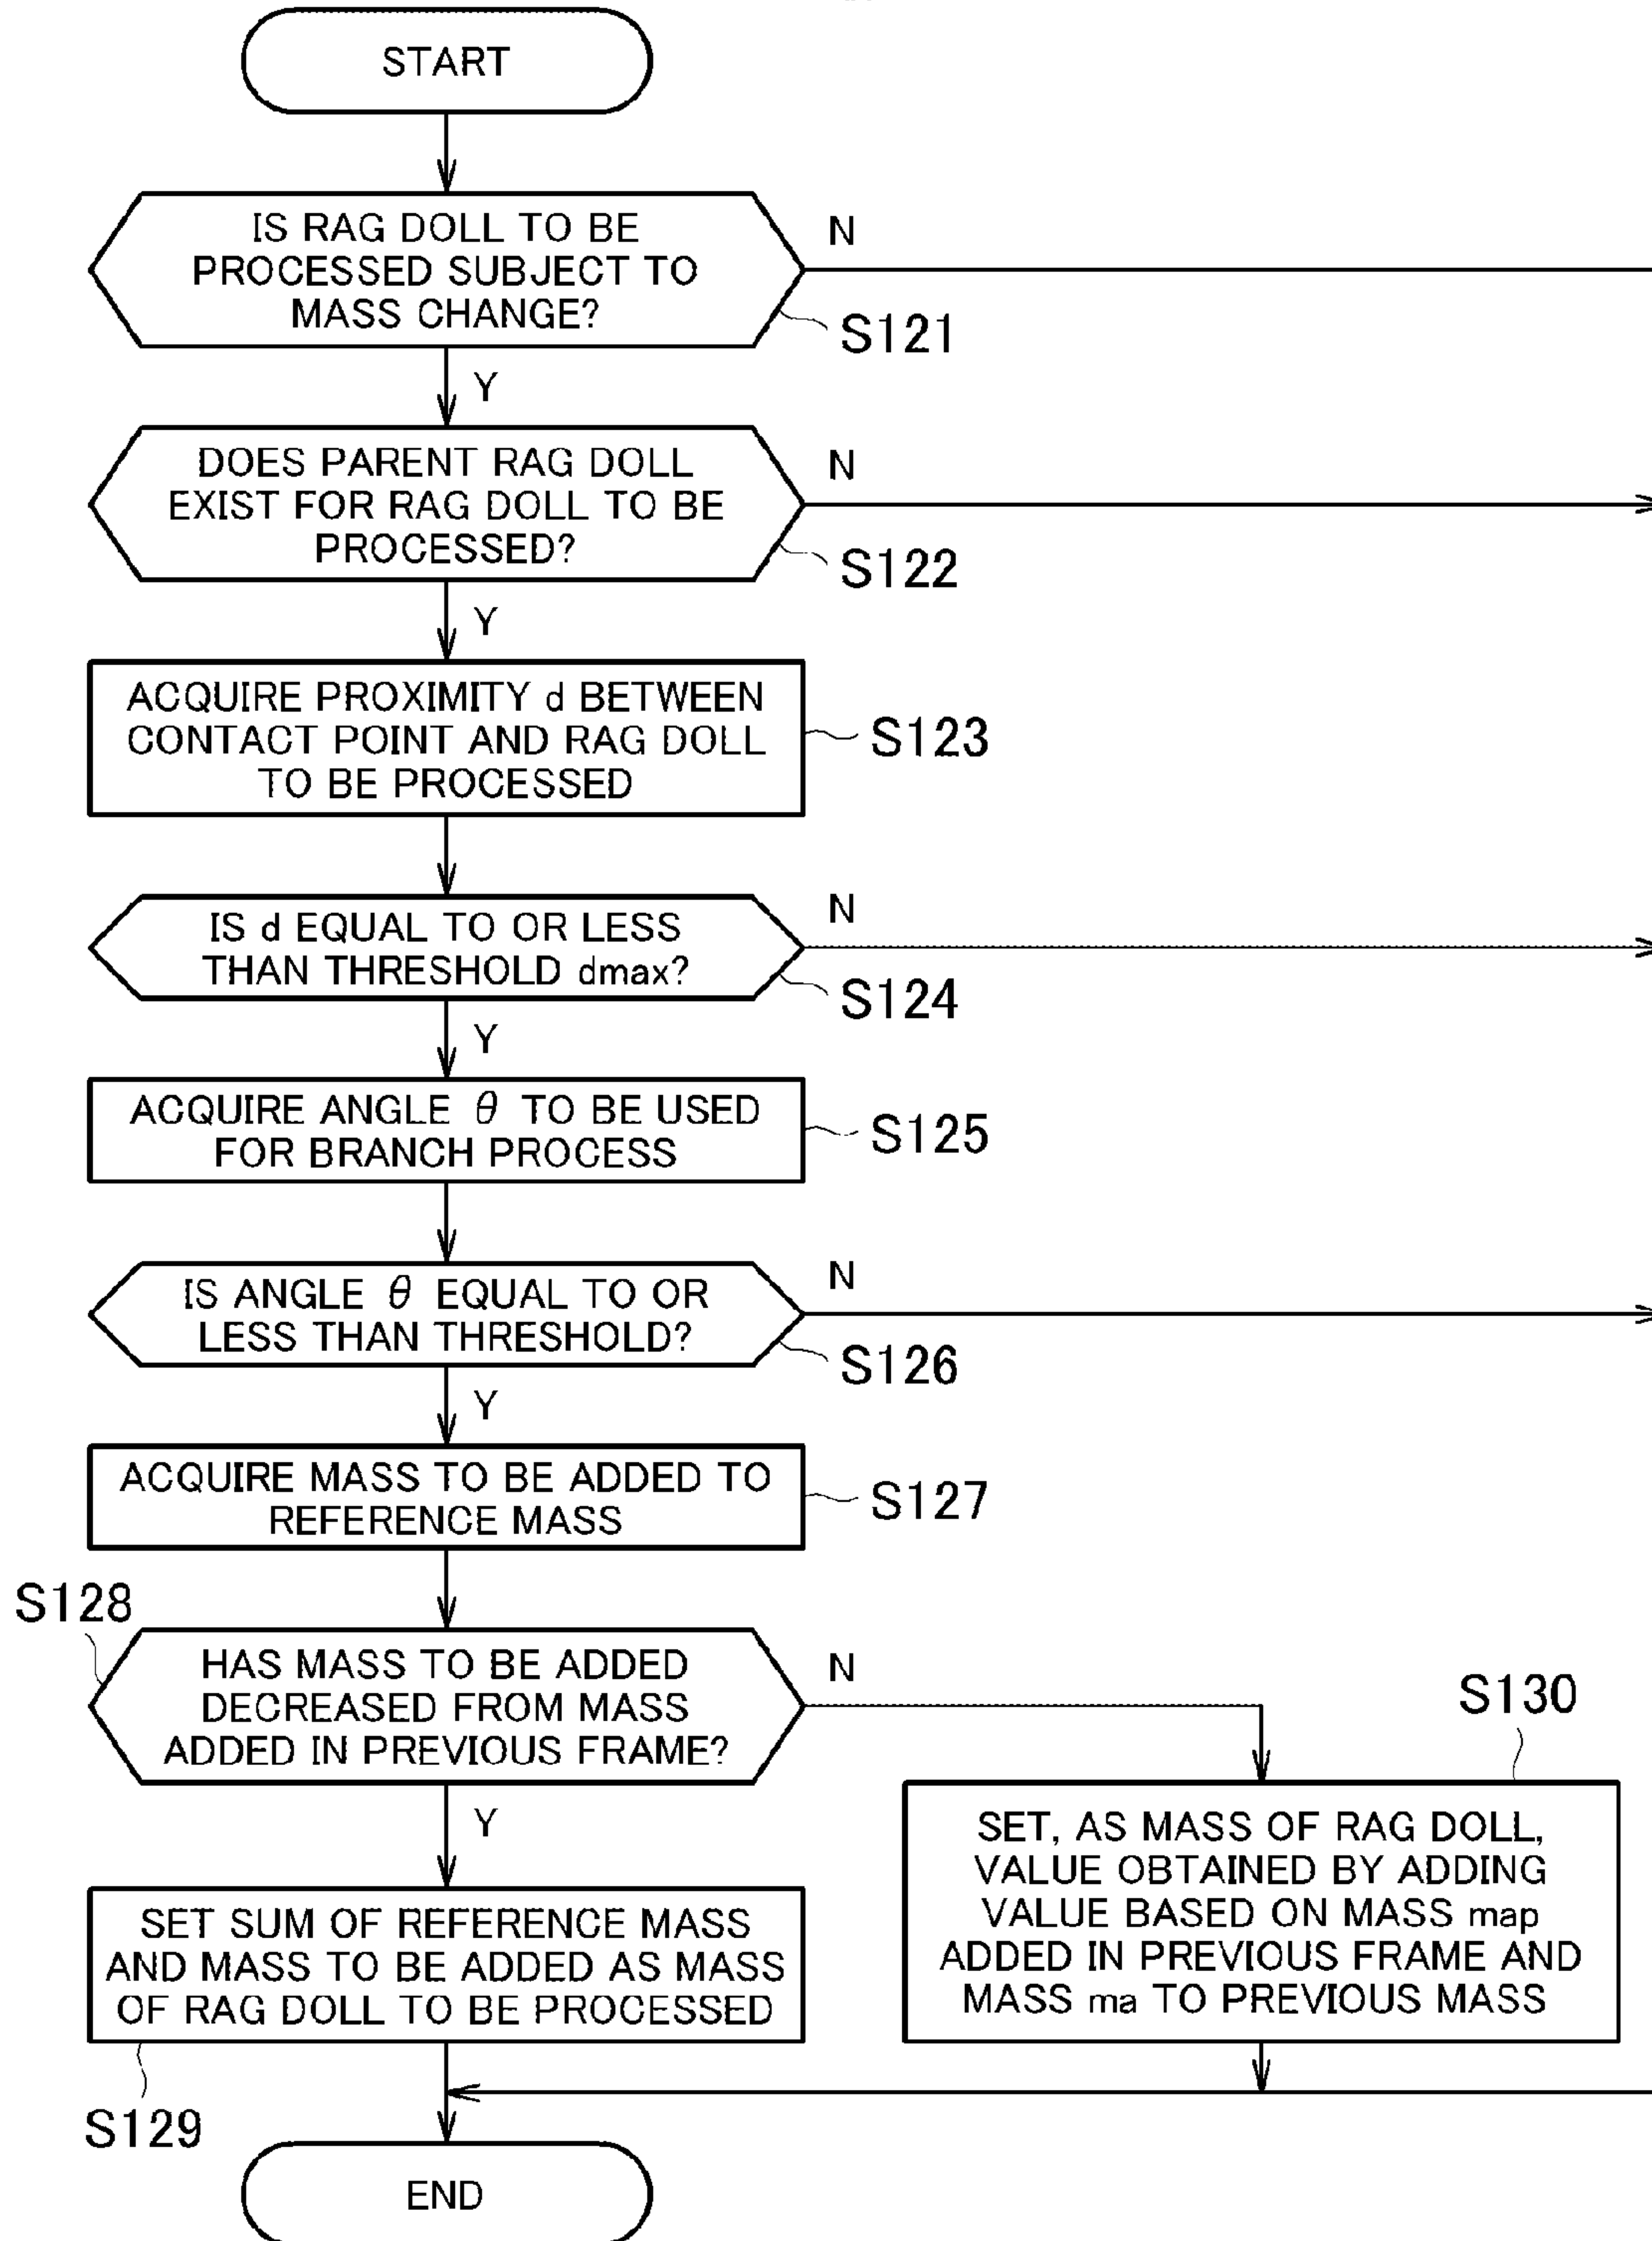 START
IS RAG DOLL TO BE
PROCESSED SUBJECT TO
MASS CHANGE?
N
S121
Y
DOES PARENT RAG DOLL
EXIST FOR RAG DOLL TO BE
PROCESSED?
N
S122
Y
ACQUIRE PROXIMITY d BETWEEN
CONTACT POINT AND RAG DOLL
TO BE PROCESSED
S123
IS d EQUAL TO OR LESS
THAN THRESHOLD dmax?
N
S124
Y
ACQUIRE ANGLE θ TO BE USED
FOR BRANCH PROCESS
S125
IS ANGLE θ EQUAL TO OR
LESS THAN THRESHOLD?
N
S126
Y
ACQUIRE MASS TO BE ADDED TO
REFERENCE MASS
S127
S128
HAS MASS TO BE ADDED
DECREASED FROM MASS
ADDED IN PREVIOUS FRAME?
N
Y
S130
SET, AS MASS OF RAG DOLL,
VALUE OBTAINED BY ADDING
VALUE BASED ON MASS map
ADDED IN PREVIOUS FRAME AND
MASS ma TO PREVIOUS MASS
SET SUM OF REFERENCE MASS
AND MASS TO BE ADDED AS MASS
OF RAG DOLL TO BE PROCESSED
S129
END